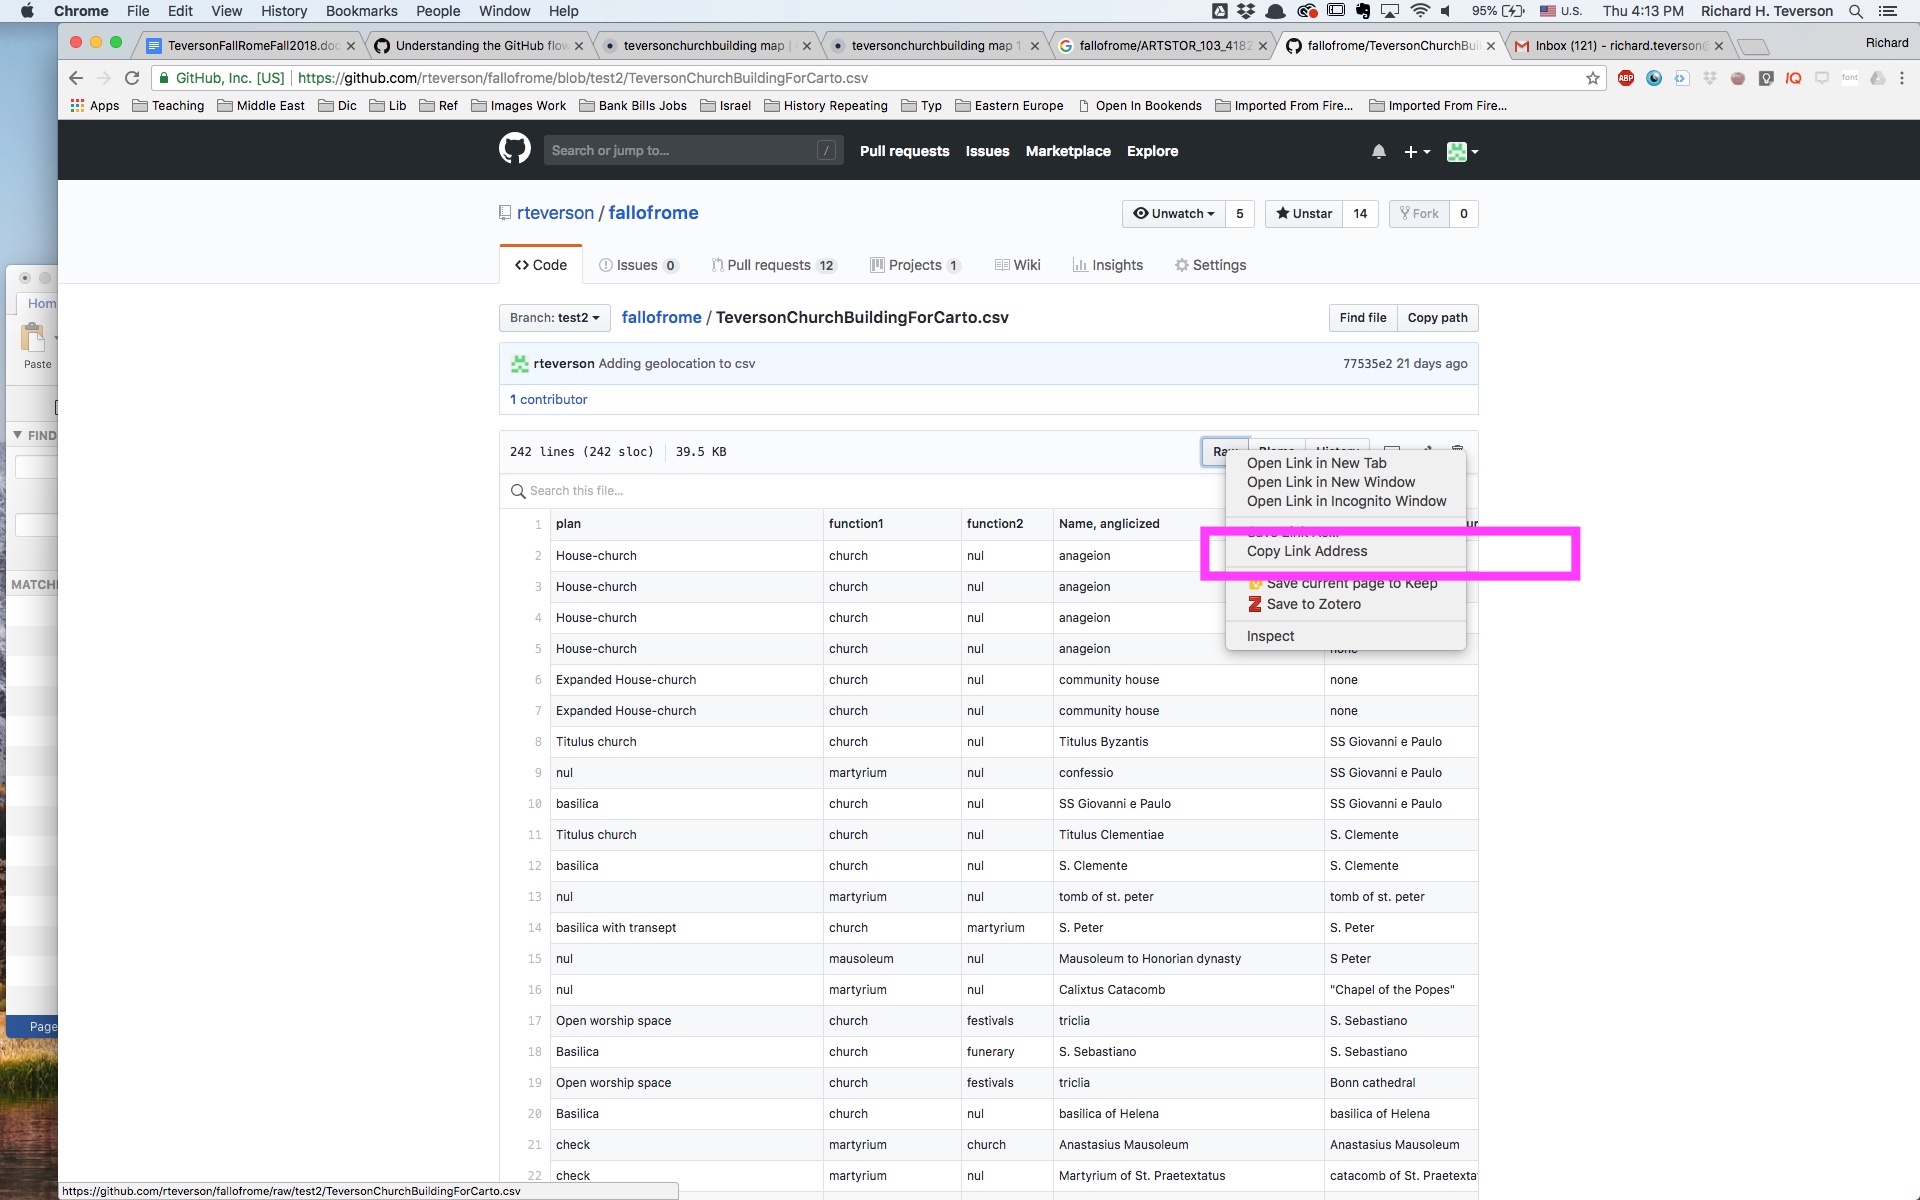 Chrome File Edit View History Bookmarks People Window Help 95% U.S. Thu 4:13 PM Richard H. Teverson
TeversonFallRomeFall2018.doc Understanding the GitHub flow teversonchurchbuilding map | teversonchurchbuilding map 1 fallofrome/ARTSTOR_103_4182 fallofrome/TeversonChurchBuil Inbox (121) - richard.teverson@ Richard
GitHub, Inc. [US] https://github.com/rteverson/fallofrome/blob/test2/TeversonChurchBuildingForCarto.csv ABP IQ font
Apps Teaching Middle East Dic Lib Ref Images Work Bank Bills Jobs Israel History Repeating Typ Eastern Europe Open In Bookends Imported From Fire... Imported From Fire...
Search or jump to... / Pull requests Issues Marketplace Explore
rteverson / fallofrome Unwatch 5 Unstar 14 Fork 0
<> Code Issues 0 Pull requests 12 Projects 1 Wiki Insights Settings
Hom
Branch: test2 fallofrome / TeversonChurchBuildingForCarto.csv Find file Copy path
Paste
rteverson Adding geolocation to csv 77535e2 21 days ago
1 contributor
FIND
242 lines (242 sloc) 39.5 KB Raw Blame History
Open Link in New Tab
Open Link in New Window
Open Link in Incognito Window
Save Link As...
Copy Link Address
Save current page to Keep
Save to Zotero
Inspect
Search this file...
1 plan function1 function2 Name, anglicized
2 House-church church nul anageion
MATCH
3 House-church church nul anageion
4 House-church church nul anageion
5 House-church church nul anageion none
6 Expanded House-church church nul community house none
7 Expanded House-church church nul community house none
8 Titulus church church nul Titulus Byzantis SS Giovanni e Paulo
9 nul martyrium nul confessio SS Giovanni e Paulo
10 basilica church nul SS Giovanni e Paulo SS Giovanni e Paulo
11 Titulus church church nul Titulus Clementiae S. Clemente
12 basilica church nul S. Clemente S. Clemente
13 nul martyrium nul tomb of st. peter tomb of st. peter
14 basilica with transept church martyrium S. Peter S. Peter
15 nul mausoleum nul Mausoleum to Honorian dynasty S Peter
16 nul martyrium nul Calixtus Catacomb "Chapel of the Popes"
17 Open worship space church festivals triclia S. Sebastiano
Page
18 Basilica church funerary S. Sebastiano S. Sebastiano
19 Open worship space church festivals triclia Bonn cathedral
20 Basilica church nul basilica of Helena basilica of Helena
21 check martyrium church Anastasius Mausoleum Anastasius Mausoleum
22 check martyrium nul Martyrium of St. Praetextatus catacomb of St. Praetexta
https://github.com/rteverson/fallofrome/raw/test2/TeversonChurchBuildingForCarto.csv